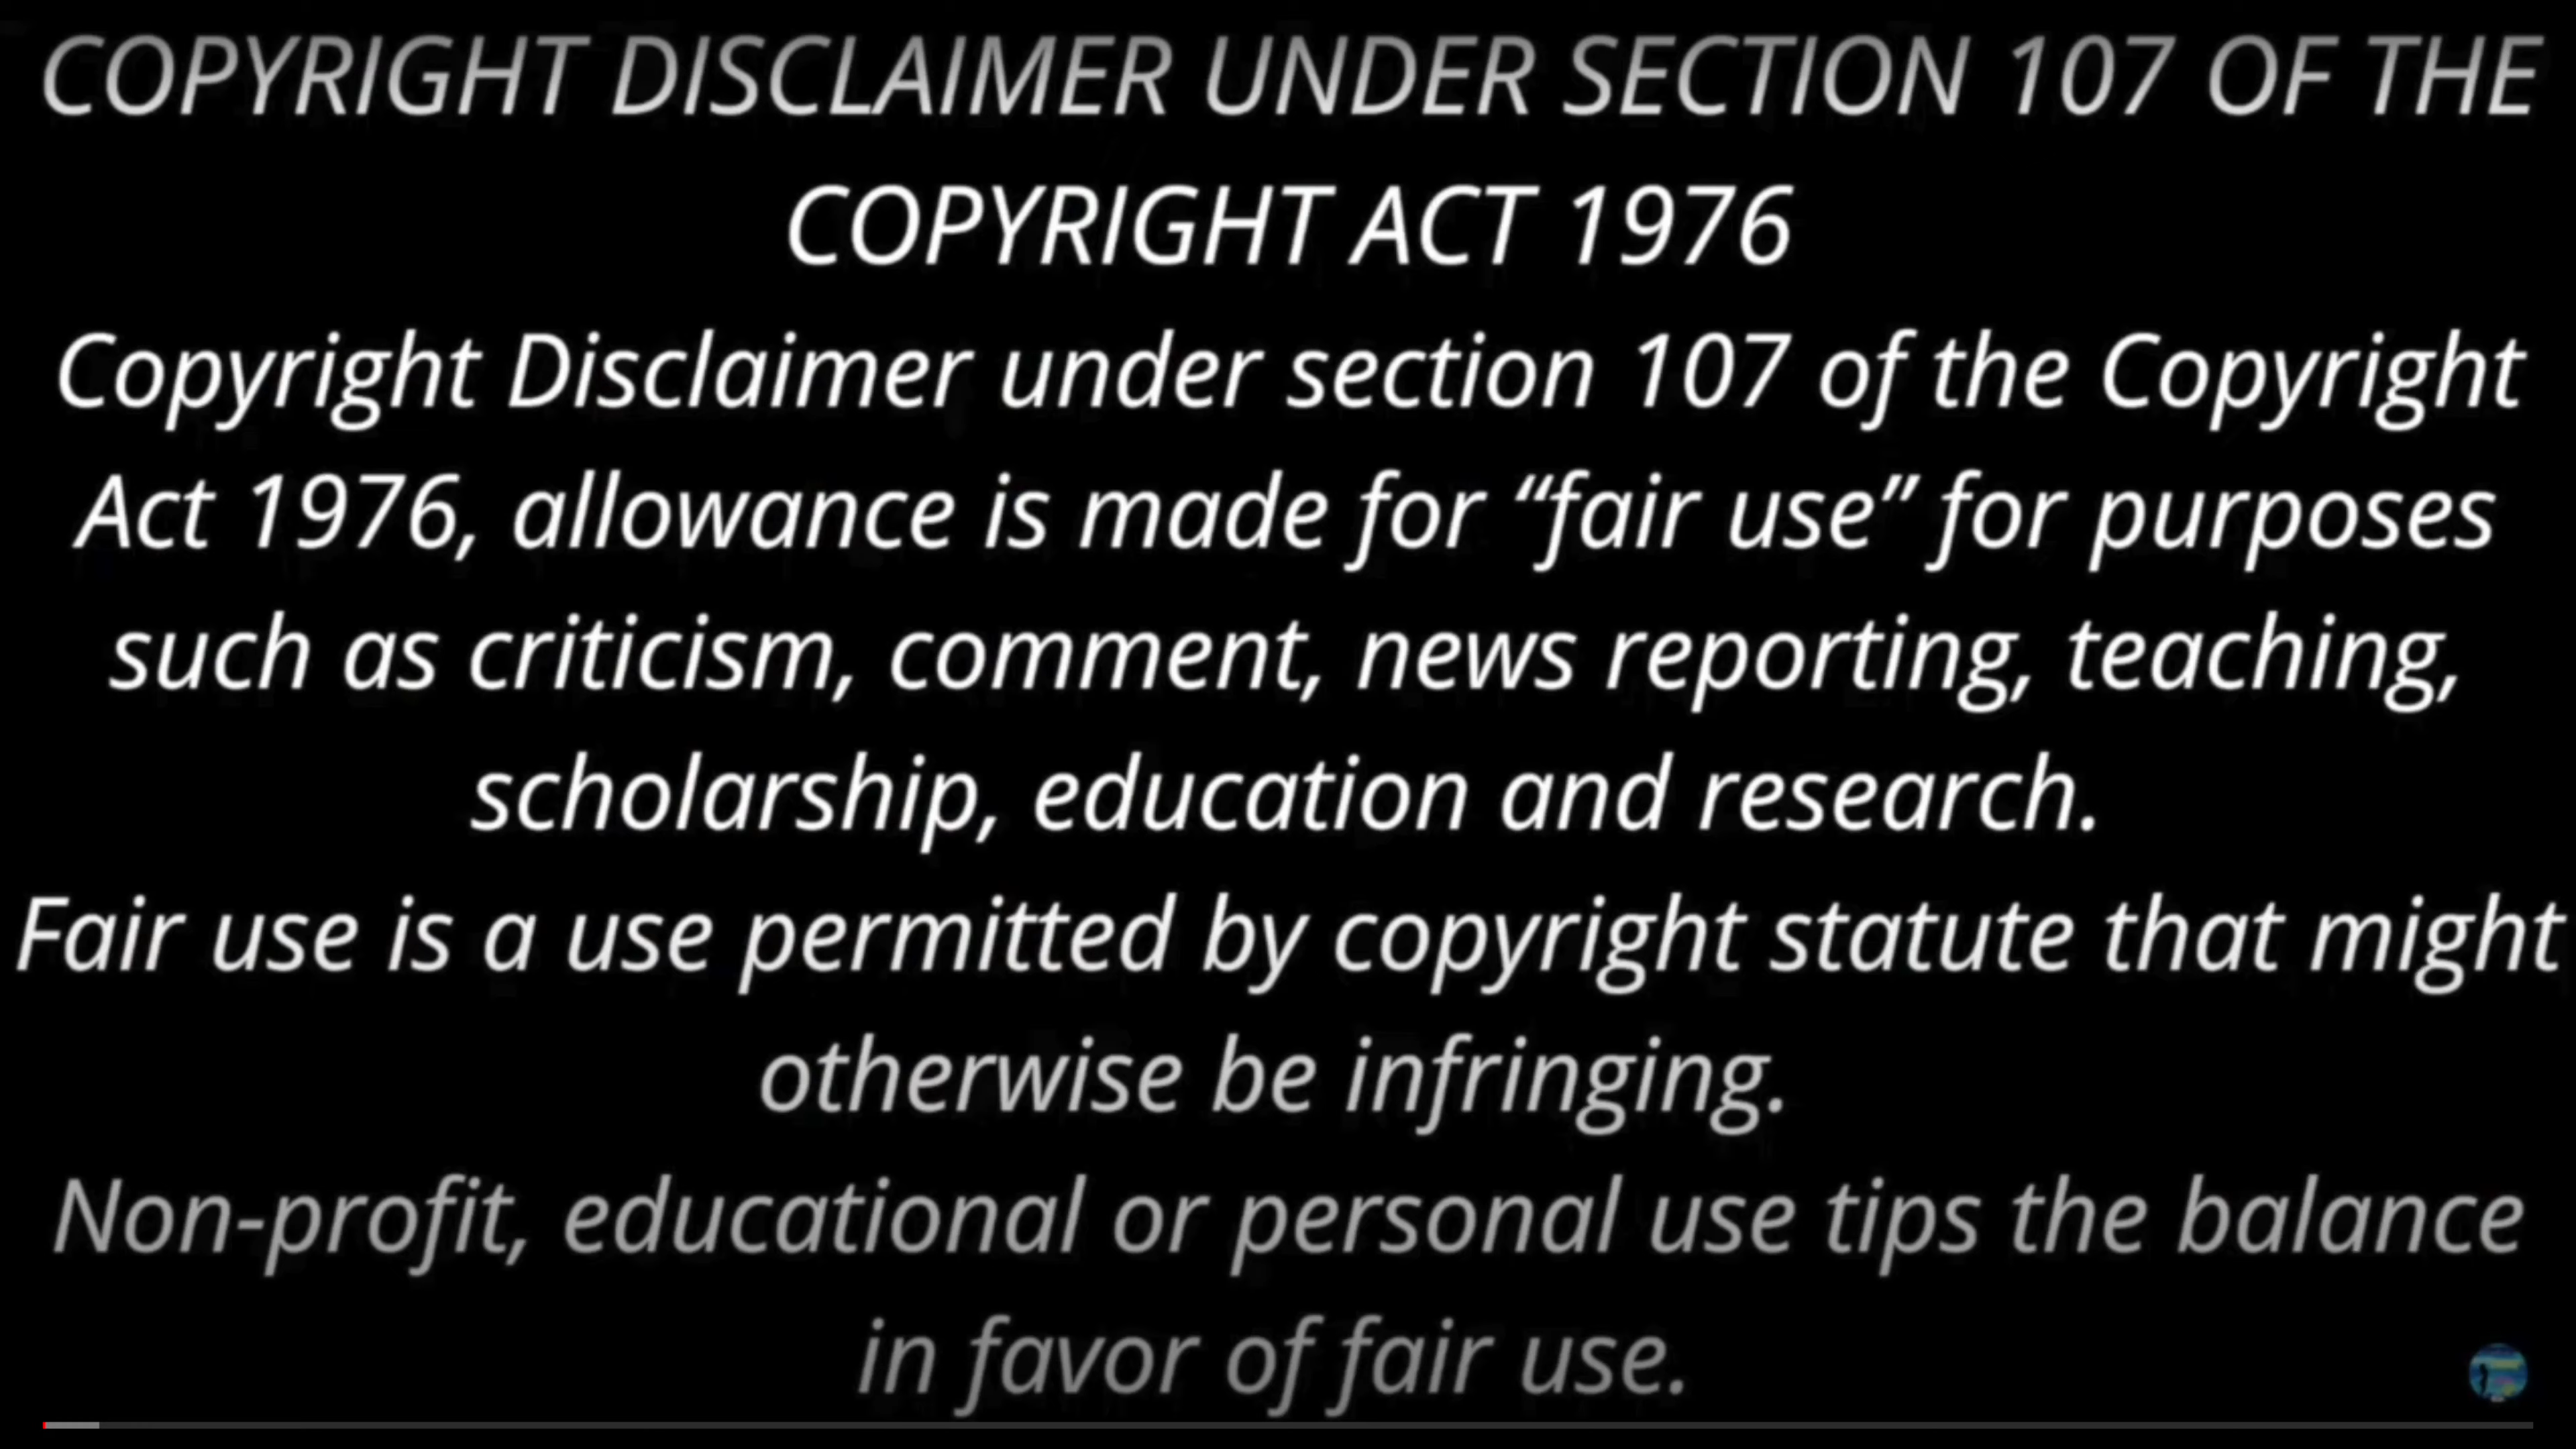 COPYRIGHT DISCLAIMER UNDER SECTION 107 OF THE
COPYRIGHT ACT 1976
Copyright Disclaimer under section 107 of the Copyright
Act 1976, allowance is made for “fair use” for purposes
such as criticism, comment, news reporting, teaching,
scholarship, education and research.
Fair use is a use permitted by copyright statute that might
otherwise be infringing.
Non-profit, educational or personal use tips the balance
in favor of fair use.